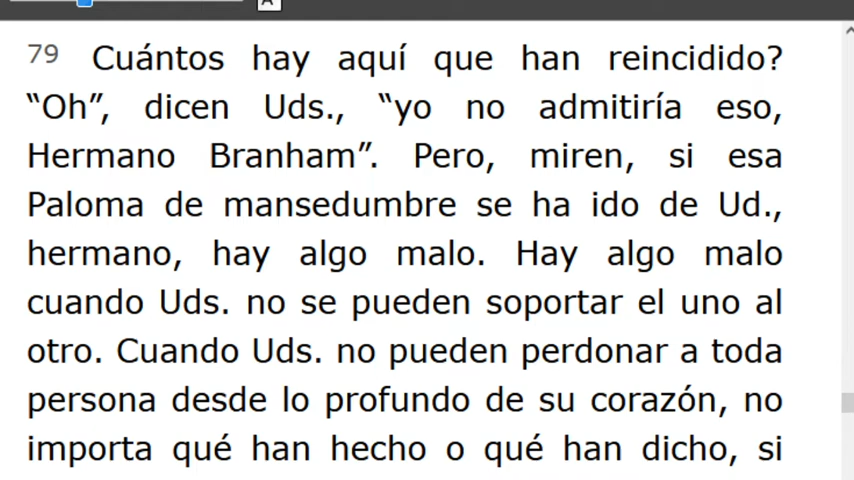 79 Cuántos hay aquí que han reincidido?
“Oh”, dicen Uds., “yo no admitiría eso,
Hermano Branham”. Pero, miren, si esa
Paloma de mansedumbre se ha ido de Ud.,
hermano, hay algo malo. Hay algo malo
cuando Uds. no se pueden soportar el uno al
otro. Cuando Uds. no pueden perdonar a toda
persona desde lo profundo de su corazón, no
importa qué han hecho o qué han dicho, si